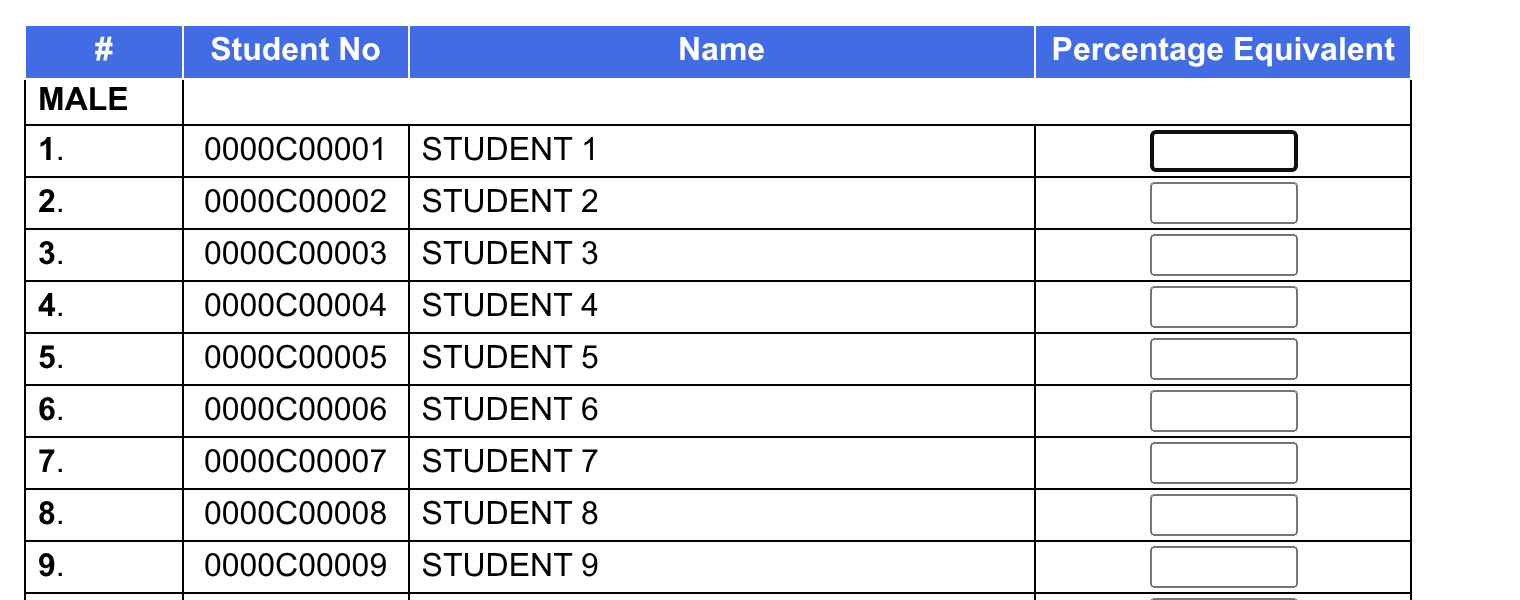 # Student No Name Percentage Equivalent
MALE
1. 0000C00001 STUDENT 1
2. 0000C00002 STUDENT 2
3. 0000C00003 STUDENT 3
4. 0000C00004 STUDENT 4
5. 0000C00005 STUDENT 5
6. 0000C00006 STUDENT 6
7. 0000C00007 STUDENT 7
8. 0000C00008 STUDENT 8
9. 0000C00009 STUDENT 9